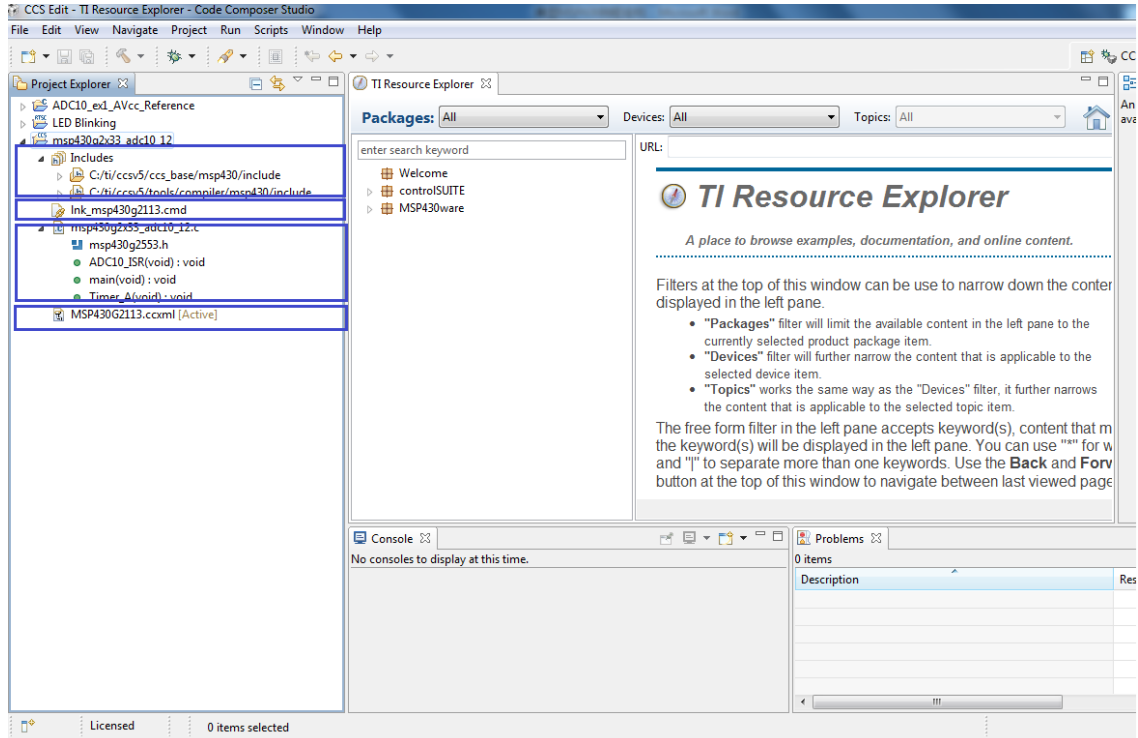 CCS Edit - TI Resource Explorer - Code Composer Studio
File Edit View Navigate Project Run Scripts Window Help
CC
Project Explorer
ADC10_ex1_AVcc_Reference
LED Blinking
msp430g2x33_adc10_12
Includes
C:/ti/ccsv5/ccs_base/msp430/include
C:/ti/ccsv5/tools/compiler/msp430/include
lnk_msp430g2113.cmd
msp430g2x33_adc10_12.c
msp430g2553.h
ADC10_ISR(void) : void
main(void) : void
Timer_A(void) : void
MSP430G2113.ccxml [Active]
TI Resource Explorer
Packages: All Devices: All Topics: All
enter search keyword
URL:
Welcome
controlSUITE
MSP430ware
TI Resource Explorer
A place to browse examples, documentation, and online content.
Filters at the top of this window can be use to narrow down the conter
displayed in the left pane.
• "Packages" filter will limit the available content in the left pane to the
currently selected product package item.
• "Devices" filter will further narrow the content that is applicable to the
selected device item.
• "Topics" works the same way as the "Devices" filter, it further narrows
the content that is applicable to the selected topic item.
The free form filter in the left pane accepts keyword(s), content that m
the keyword(s) will be displayed in the left pane. You can use "*" for w
and "|" to separate more than one keywords. Use the Back and Forv
button at the top of this window to navigate between last viewed page
An
ava
Console
No consoles to display at this time.
Problems
0 items
Description Res
Licensed 0 items selected